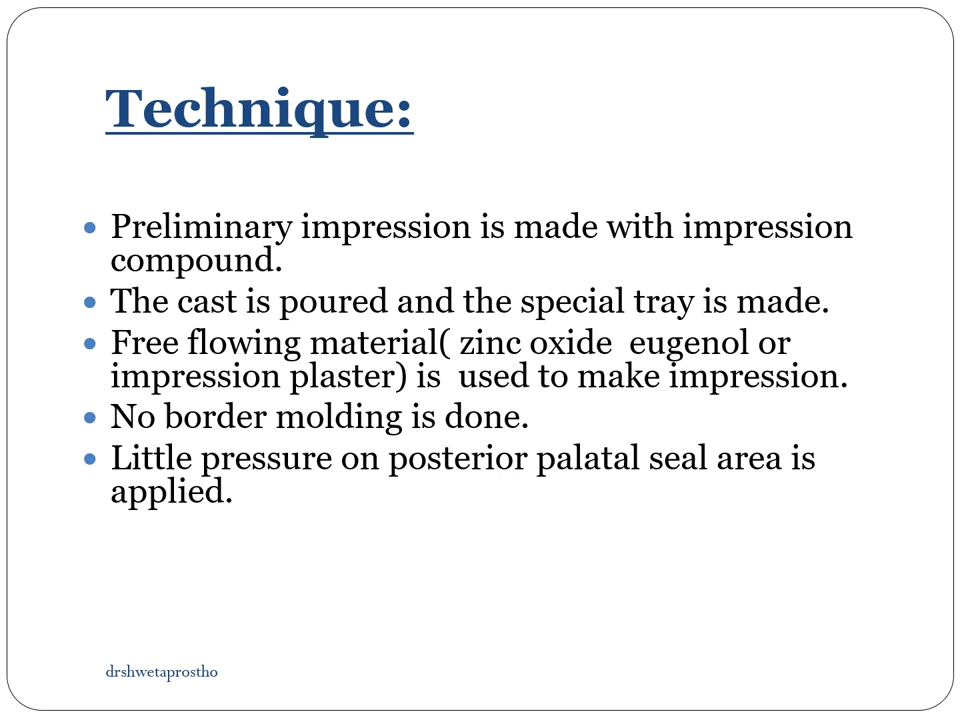 Technique:
• Preliminary impression is made with impression
compound.
• The cast is poured and the special tray is made.
• Free flowing material( zinc oxide  eugenol or
impression plaster) is  used to make impression.
• No border molding is done.
• Little pressure on posterior palatal seal area is
applied.
drshwetaprostho